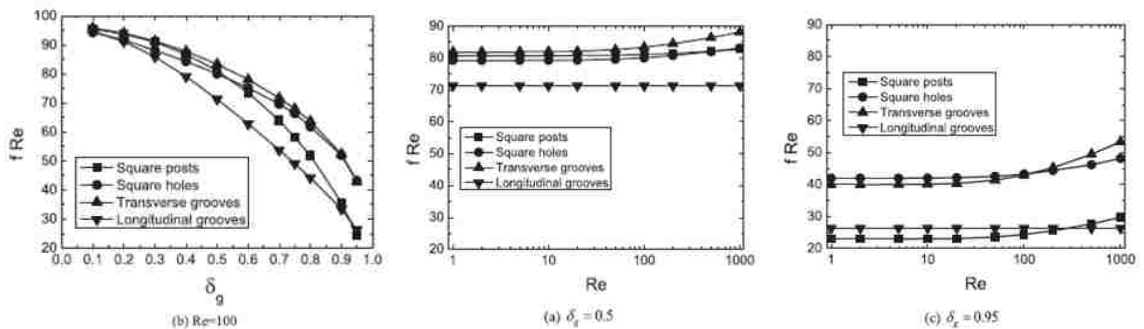 100
90
80
70
60
50
40
30
20
f Re
Square posts
Square holes
Transverse grooves
Longitudinal grooves
0.0 0.1 0.2 0.3 0.4 0.5 0.6 0.7 0.8 0.9 1.0
δg
(b) Re=100
90
80
70
60
50
40
30
20
f Re
Square posts
Square holes
Transverse grooves
Longitudinal grooves
1 10 100 1000
Re
(a) δg = 0.5
90
80
70
60
50
40
30
20
f Re
Square posts
Square holes
Transverse grooves
Longitudinal grooves
1 10 100 1000
Re
(c) δg = 0.95